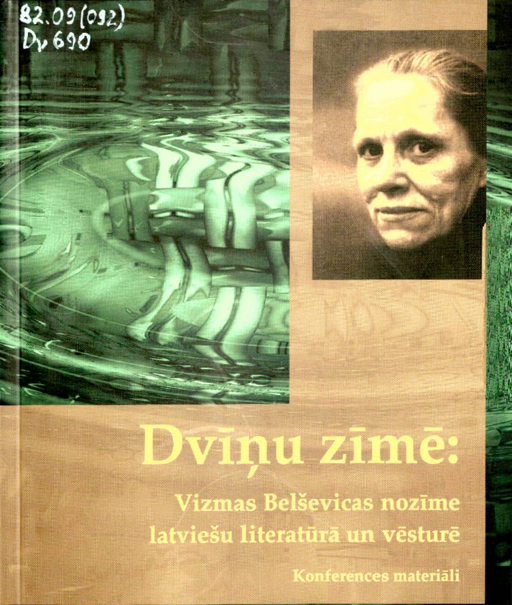 82.09(092)
Dv 690
Dvīņu zīmē:
Vizmas Belševicas nozīme
latviešu literatūrā un vēsturē
Konferences materiāli